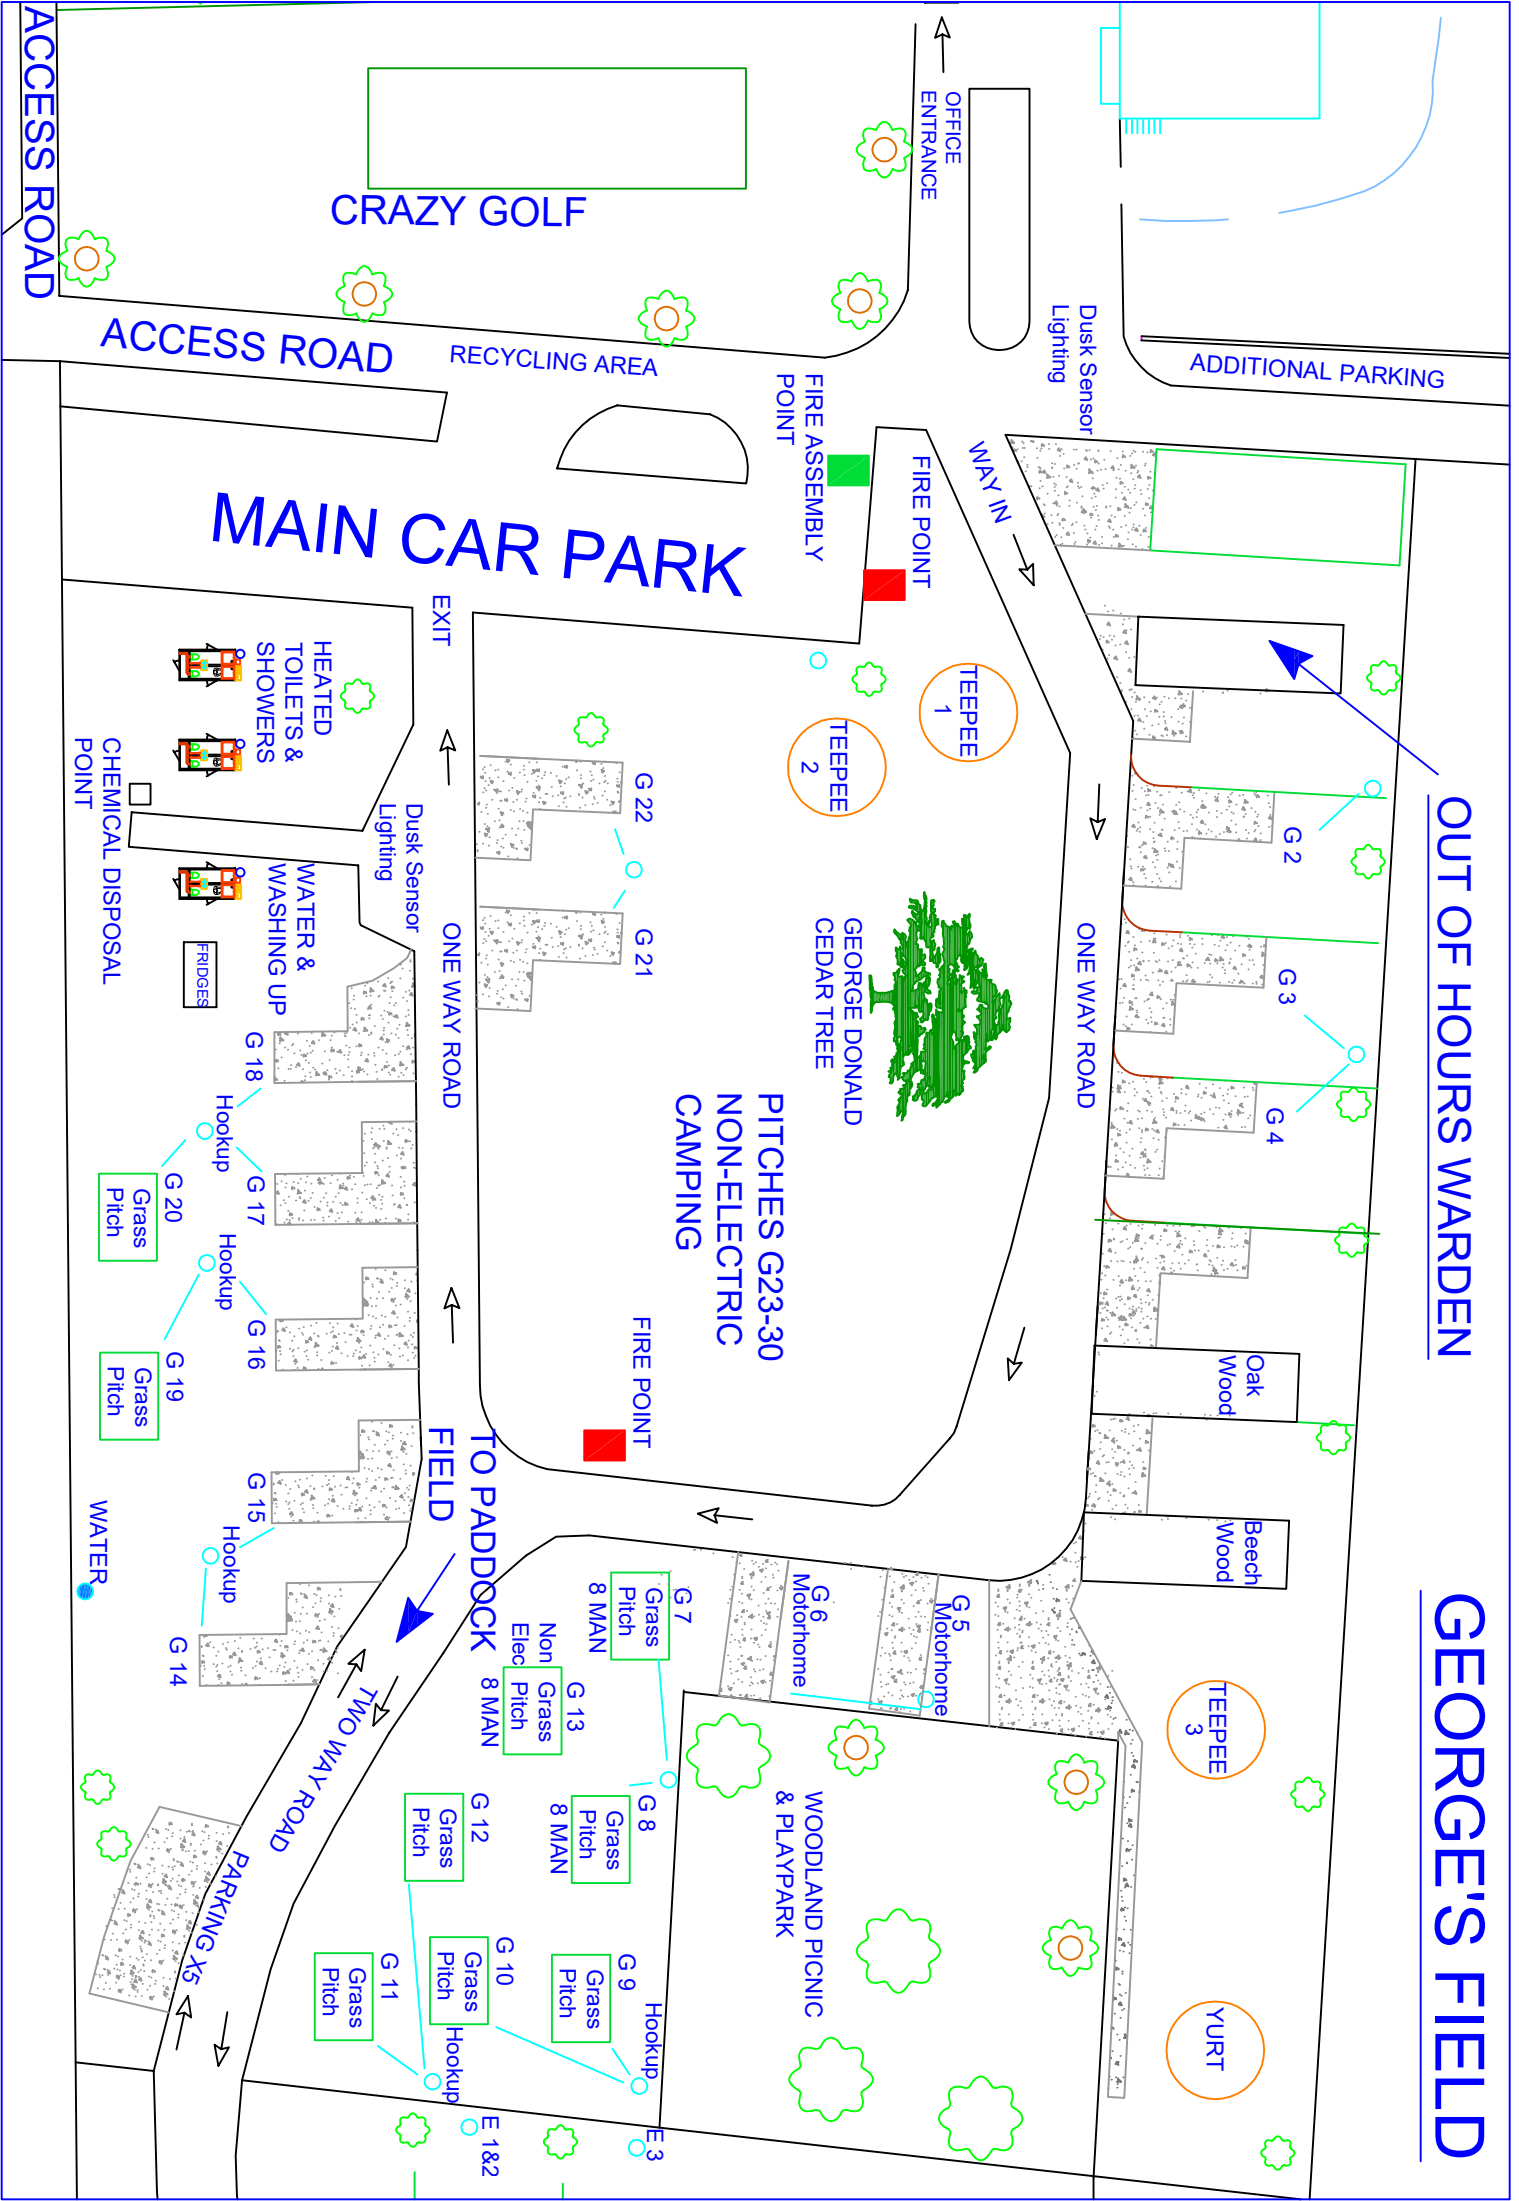 GEORGE'S FIELD
OUT OF HOURS WARDEN
ACCESS ROAD
ACCESS ROAD
CRAZY GOLF
RECYCLING AREA
OFFICE
ENTRANCE
Dusk Sensor
Lighting
ADDITIONAL PARKING
FIRE ASSEMBLY
POINT
FIRE POINT
WAY IN
MAIN CAR PARK
EXIT
HEATED
TOILETS &
SHOWERS
CHEMICAL DISPOSAL
POINT
Dusk Sensor
Lighting
WATER &
WASHING UP
FRIDGES
TEEPEE
1
TEEPEE
2
G 22
G 21
G 2
G 3
G 4
ONE WAY ROAD
ONE WAY ROAD
GEORGE DONALD
CEDAR TREE
PITCHES G23-30
NON-ELECTRIC
CAMPING
G 18
Hookup
G 17
G 20
Grass
Pitch
Hookup
G 16
G 19
Grass
Pitch
G 15
Hookup
G 14
WATER
FIRE POINT
TO PADDOCK
FIELD
Oak
Wood
Beech
Wood
G 5
Motorhome
G 6
Motorhome
G 7
Grass
Pitch
8 MAN
Non
Elec
G 13
Grass
Pitch
8 MAN
G 8
Grass
Pitch
8 MAN
G 12
Grass
Pitch
G 9
Grass
Pitch
G 10
Grass
Pitch
G 11
Grass
Pitch
Hookup
Hookup
TWO WAY ROAD
PARKING X5
WOODLAND PICNIC
& PLAYPARK
TEEPEE
3
YURT
E 1&2
E 3